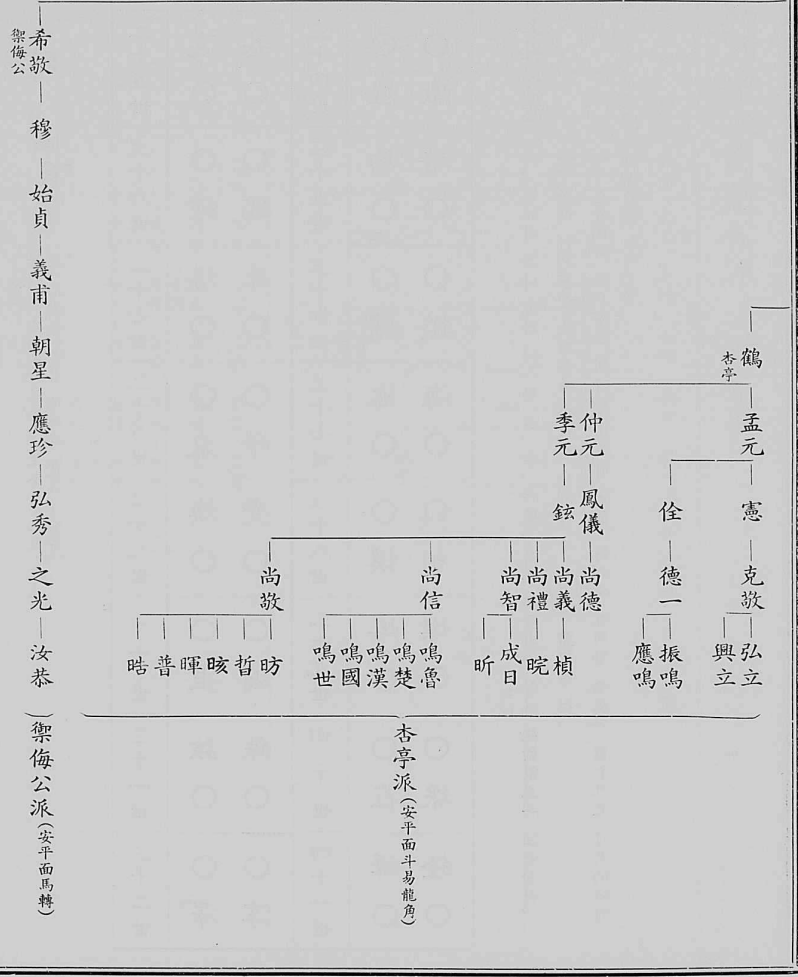 鶴
杏亭
孟元
仲元
季元
憲
佺
鳳儀
鉉
克敬
德一
尚德
尚義
尚禮
尚智
尚信
尚敬
弘立
興立
振鳴
應鳴
楨
晥
成日
昕
鳴魯
鳴楚
鳴漢
鳴國
鳴世
昉
晢
晐
暉
普
晧
杏亭派(安平面斗易龍角)
希敬
禦侮公
穆
始貞
義甫
朝星
應珍
弘秀
之光
汝恭
禦侮公派(安平面馬轉)